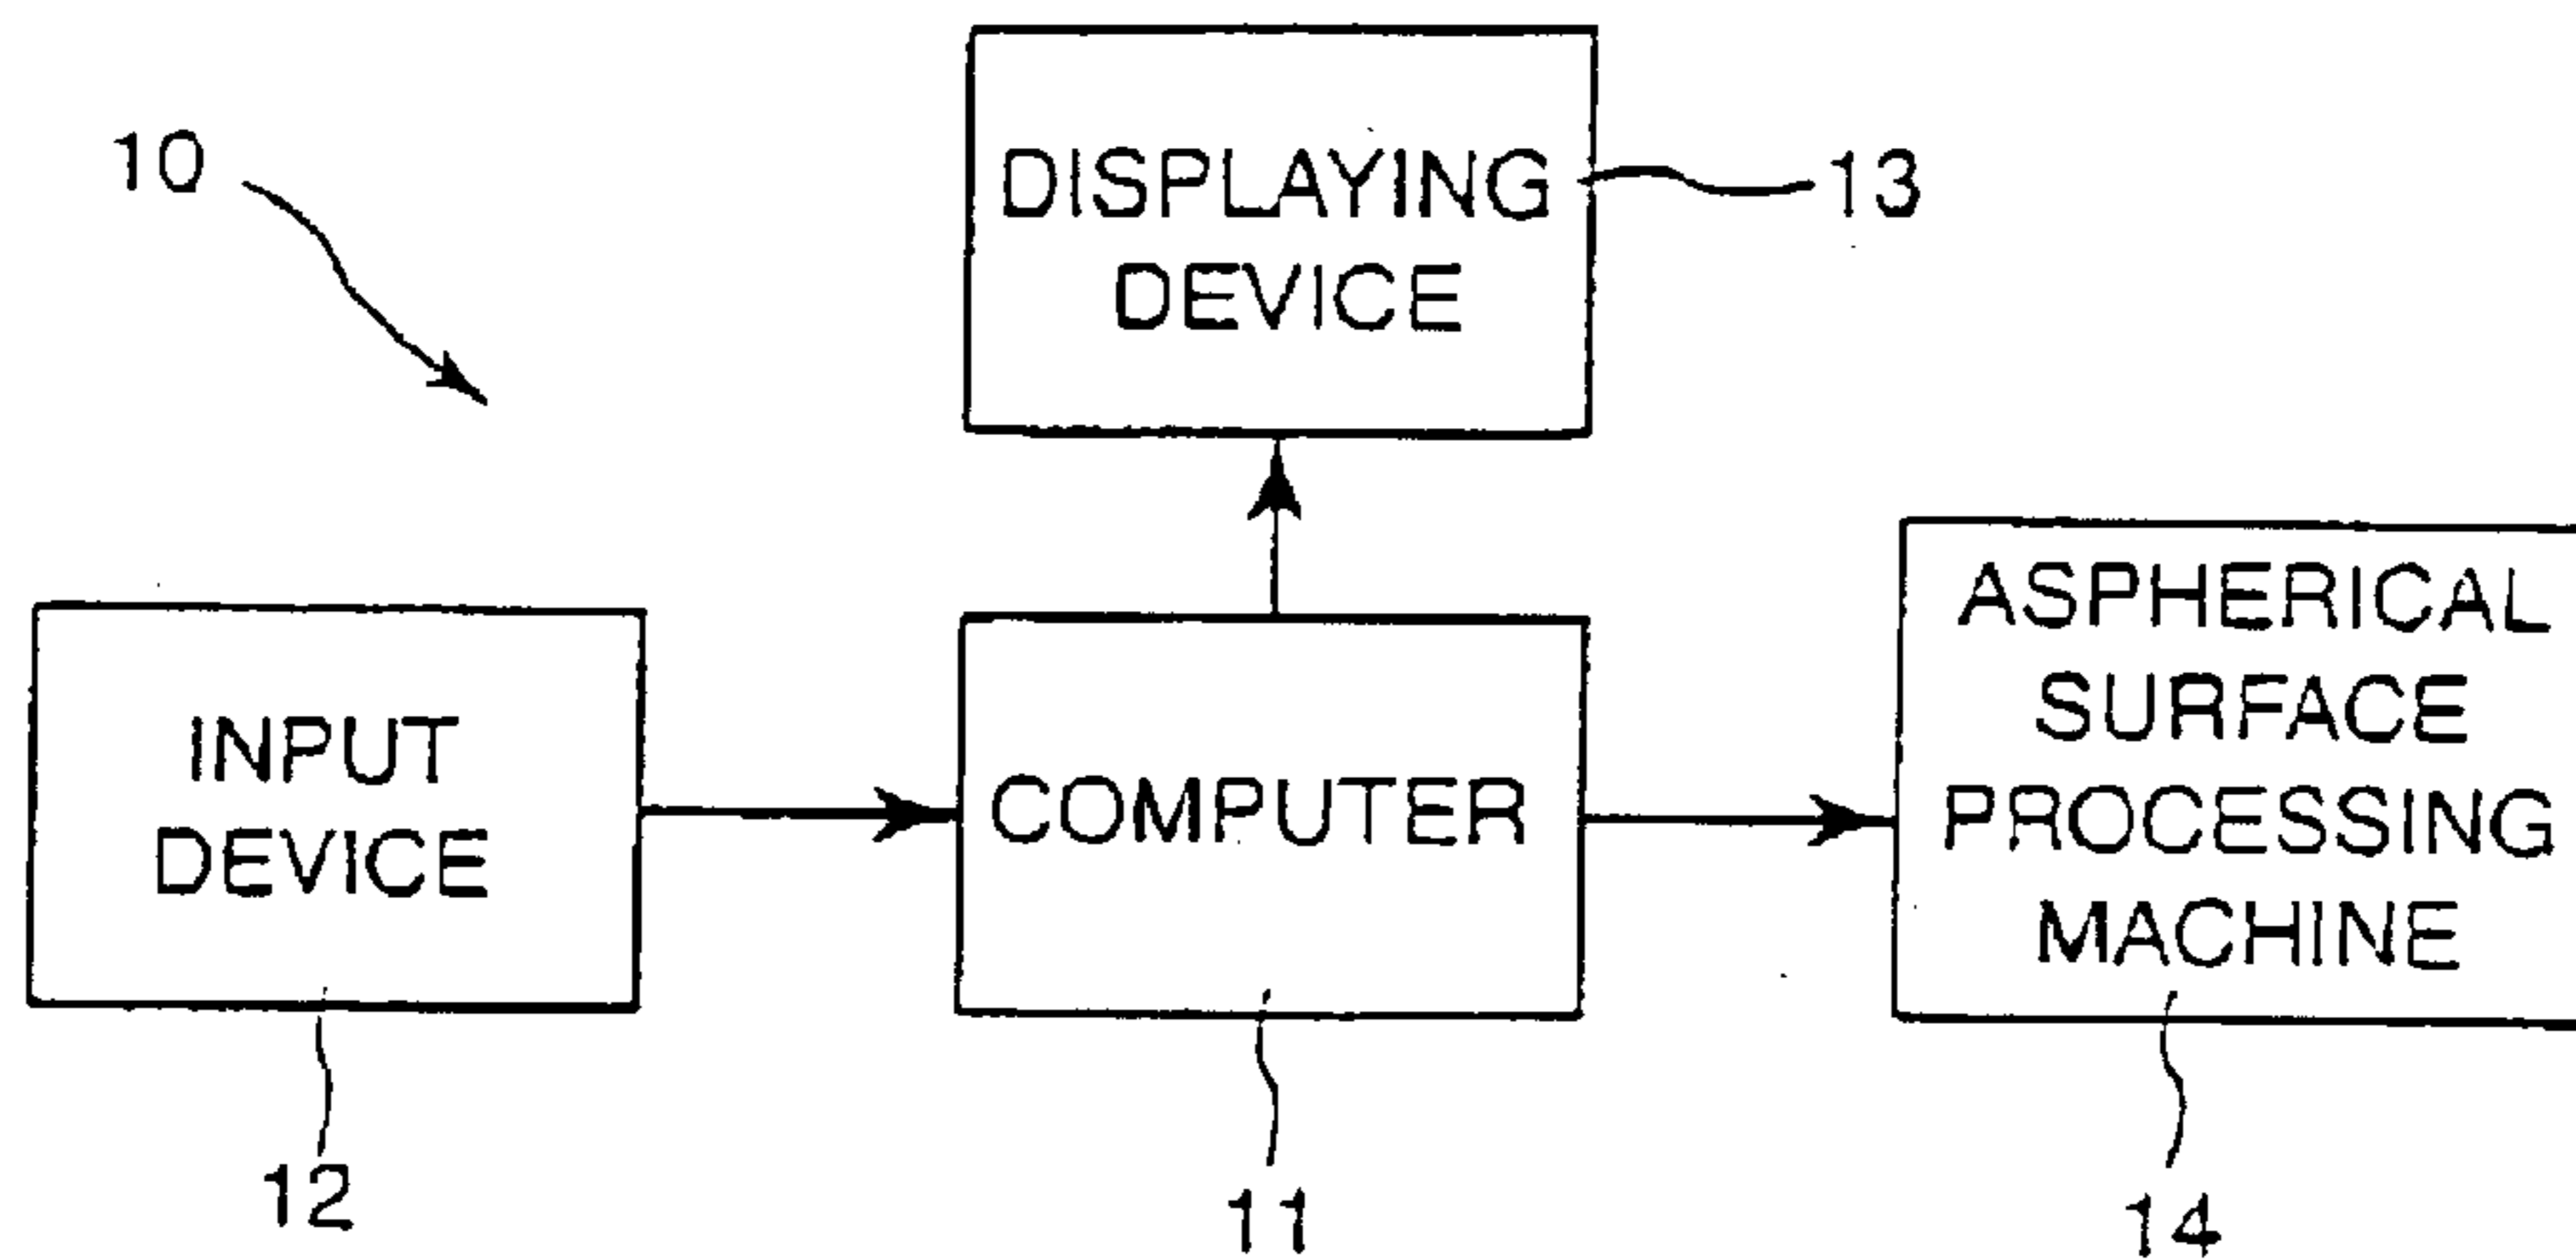 10
DISPLAYING
DEVICE
13
INPUT
DEVICE
COMPUTER
ASPHERICAL
SURFACE
PROCESSING
MACHINE
12
11
14